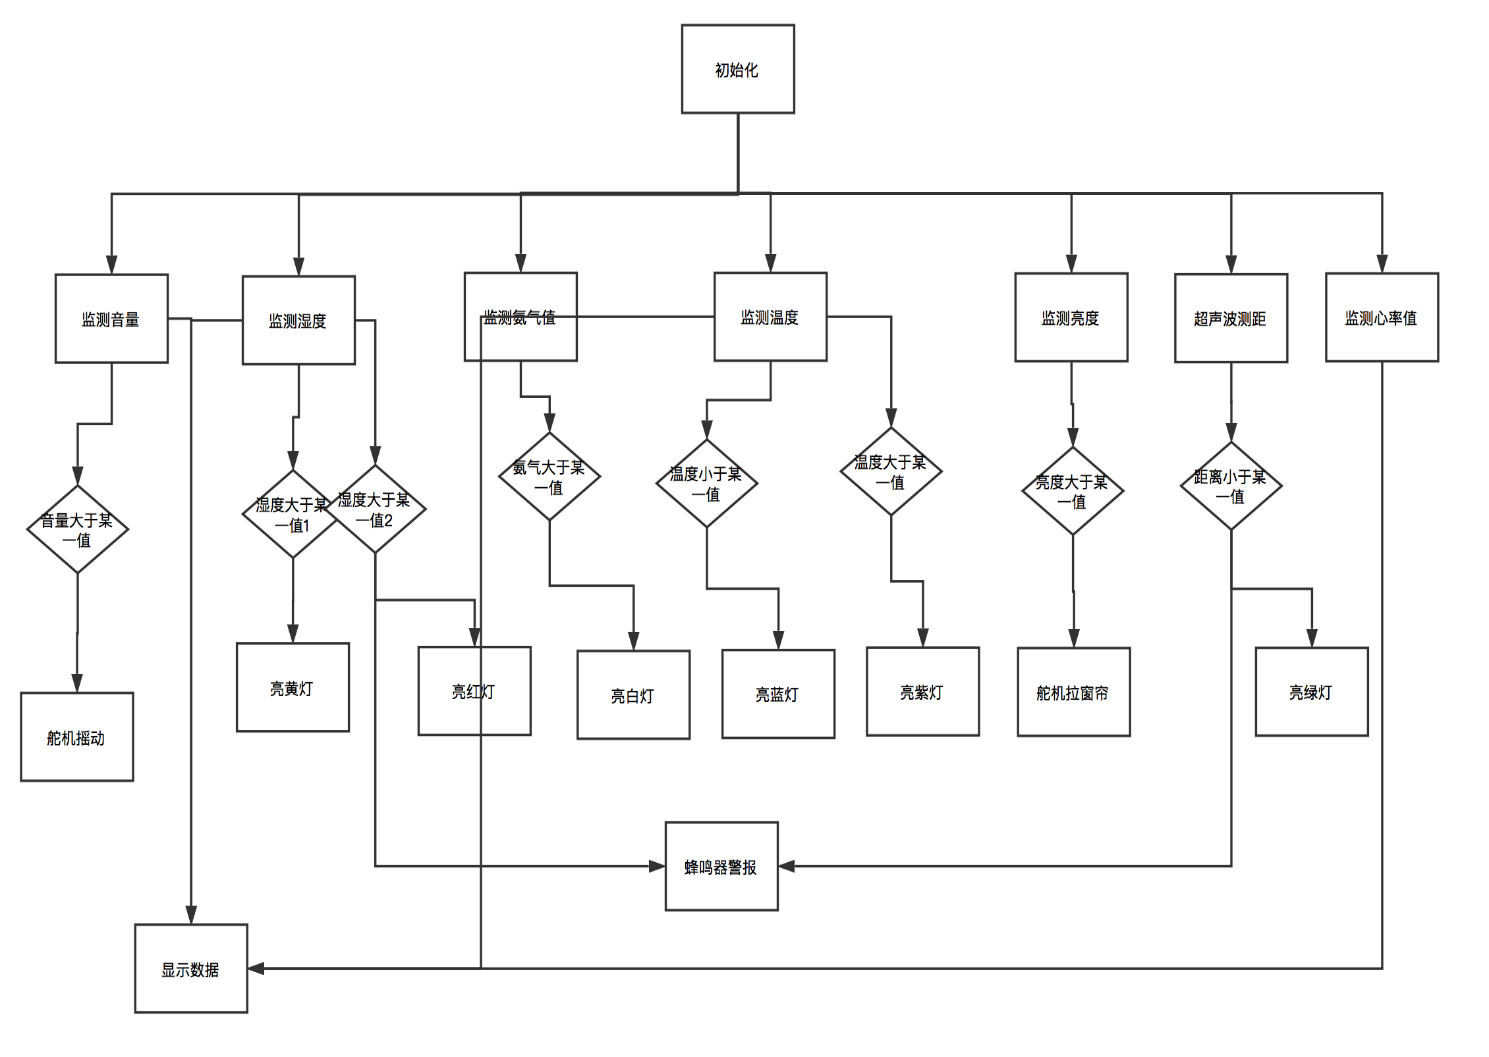 初始化
监测音量
监测湿度
监测氨气值
监测温度
监测亮度
超声波测距
监测心率值
音量大于某
一值
湿度大于某
一值1
湿度大于某
一值2
氨气大于某
一值
温度小于某
一值
温度大于某
一值
亮度大于某
一值
距离小于某
一值
舵机摇动
亮黄灯
亮红灯
亮白灯
亮蓝灯
亮紫灯
舵机拉窗帘
亮绿灯
蜂鸣器警报
显示数据